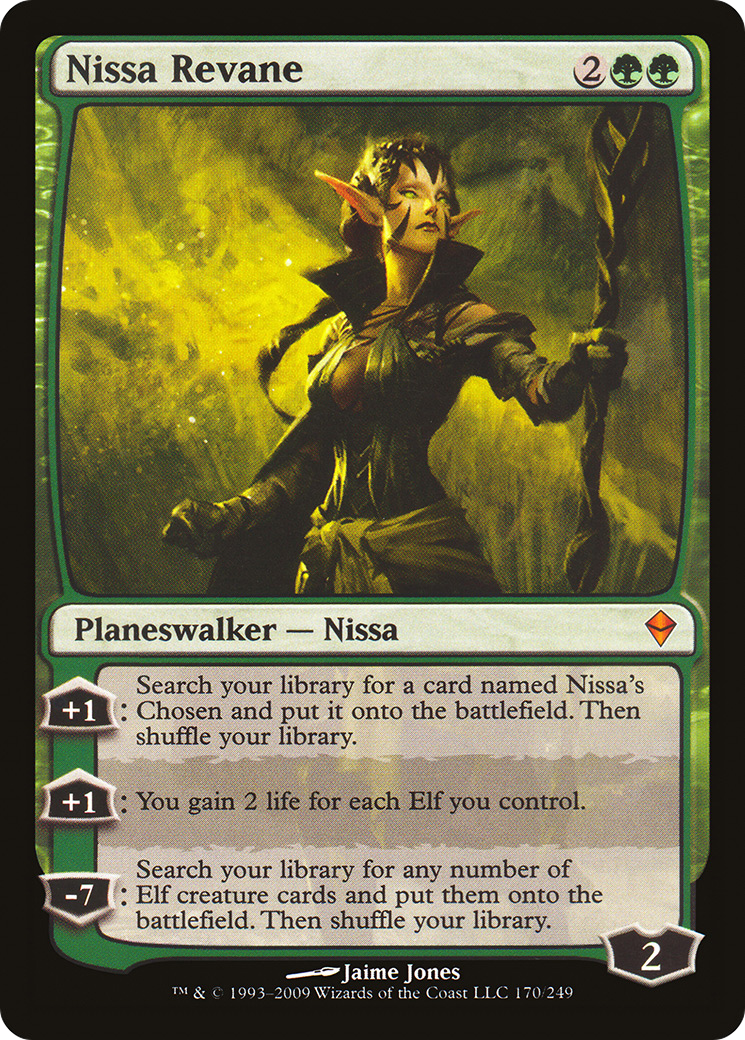 Nissa Revane 2
Planeswalker — Nissa
+1: Search your library for a card named Nissa's
Chosen and put it onto the battlefield. Then
shuffle your library.
+1: You gain 2 life for each Elf you control.
-7: Search your library for any number of
Elf creature cards and put them onto the
battlefield. Then shuffle your library.
2
Jaime Jones
™ & © 1993–2009 Wizards of the Coast LLC 170/249